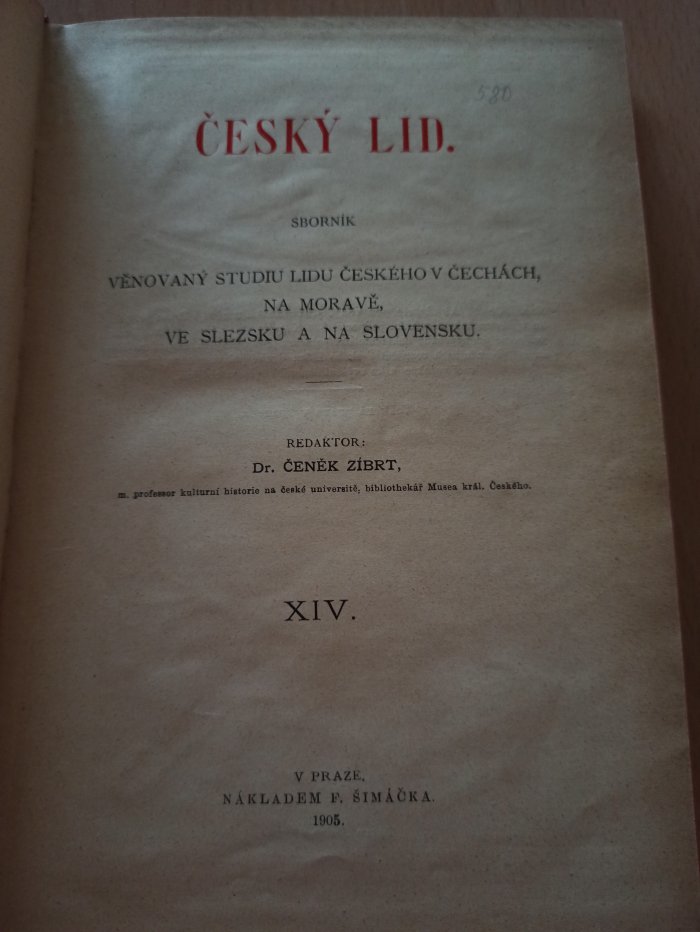 580
ČESKÝ LID.
SBORNÍK
VĚNOVANÝ STUDIU LIDU ČESKÉHO V ČECHÁCH,
NA MORAVĚ,
VE SLEZSKU A NA SLOVENSKU.
REDAKTOR:
Dr. ČENĚK ZÍBRT,
m. professor kulturní historie na české universitě, bibliothekář Musea král. Českého.
XIV.
V PRAZE.
NÁKLADEM F. ŠIMÁČKA.
1905.